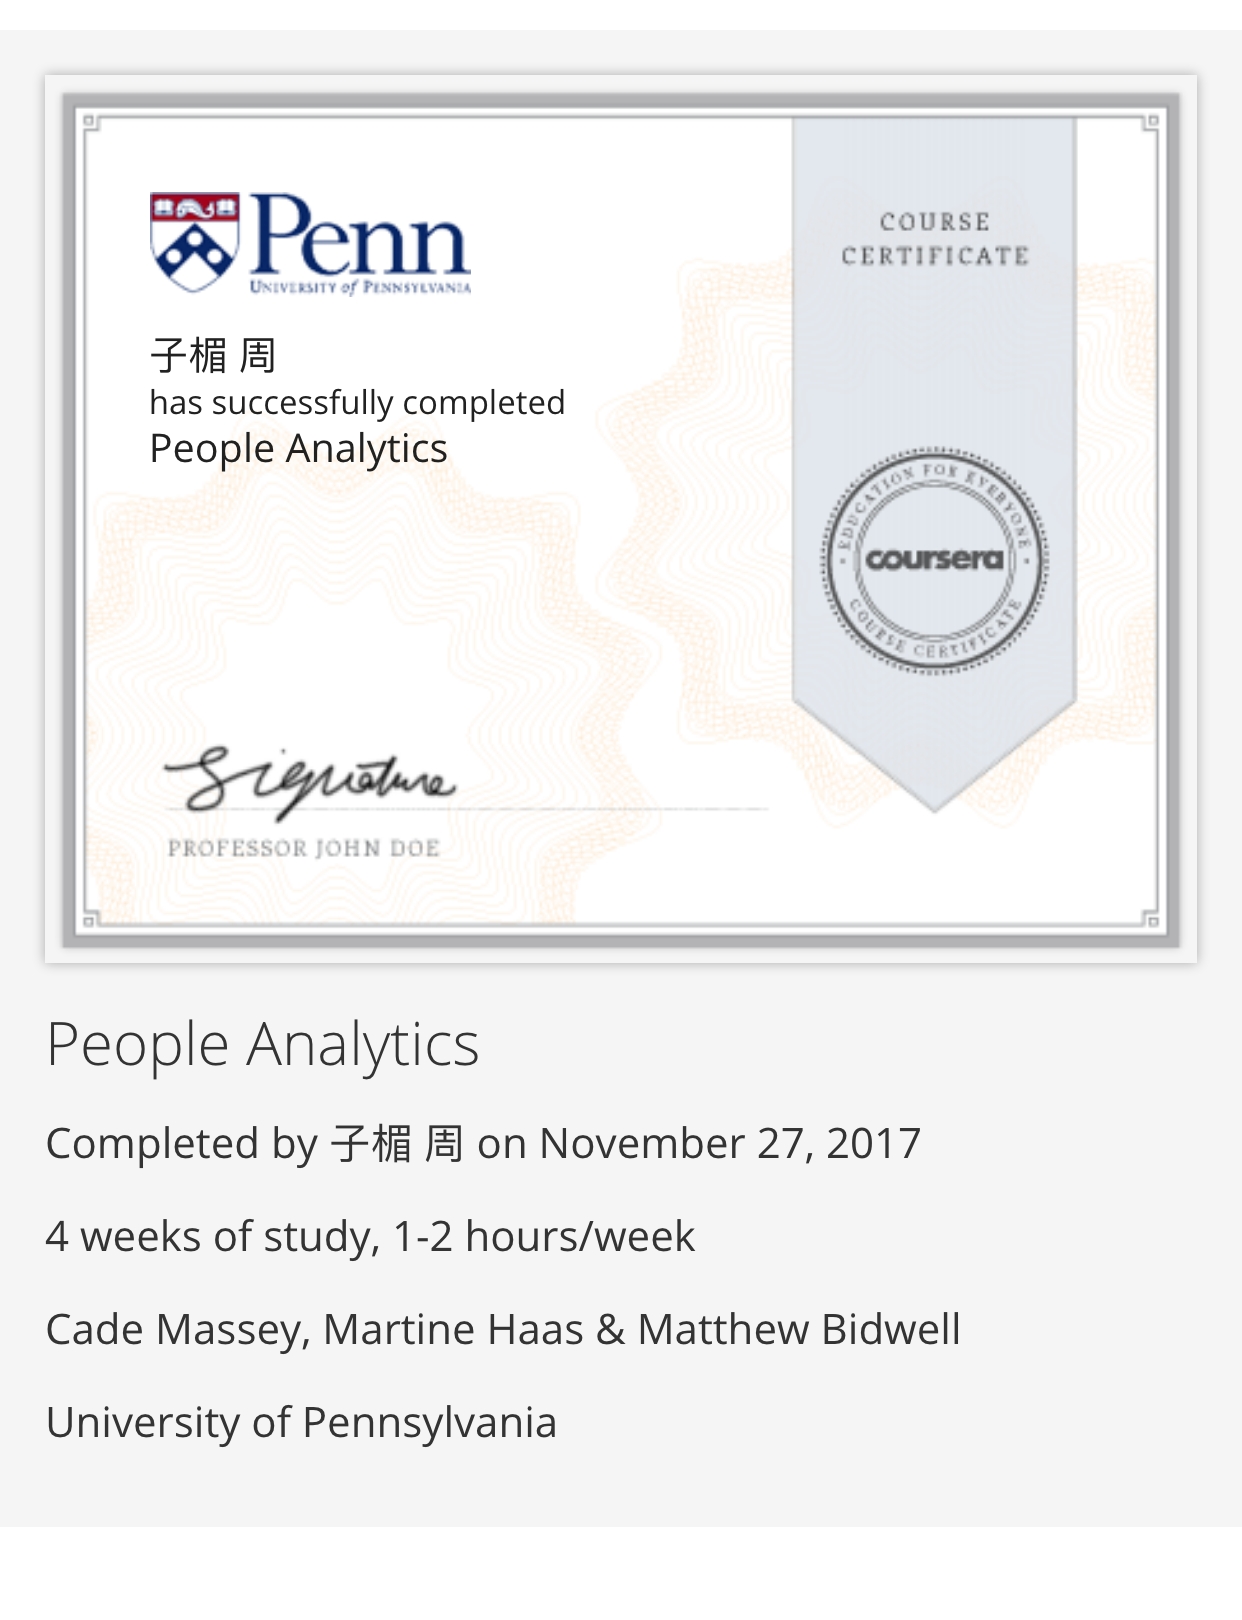 Penn
UNIVERSITY of PENNSYLVANIA
子楣 周
has successfully completed
People Analytics
COURSE
CERTIFICATE
EDUCATION FOR EVERYONE
coursera
COURSE CERTIFICATE
Signature
PROFESSOR JOHN DOE
People Analytics
Completed by 子楣 周 on November 27, 2017
4 weeks of study, 1-2 hours/week
Cade Massey, Martine Haas & Matthew Bidwell
University of Pennsylvania